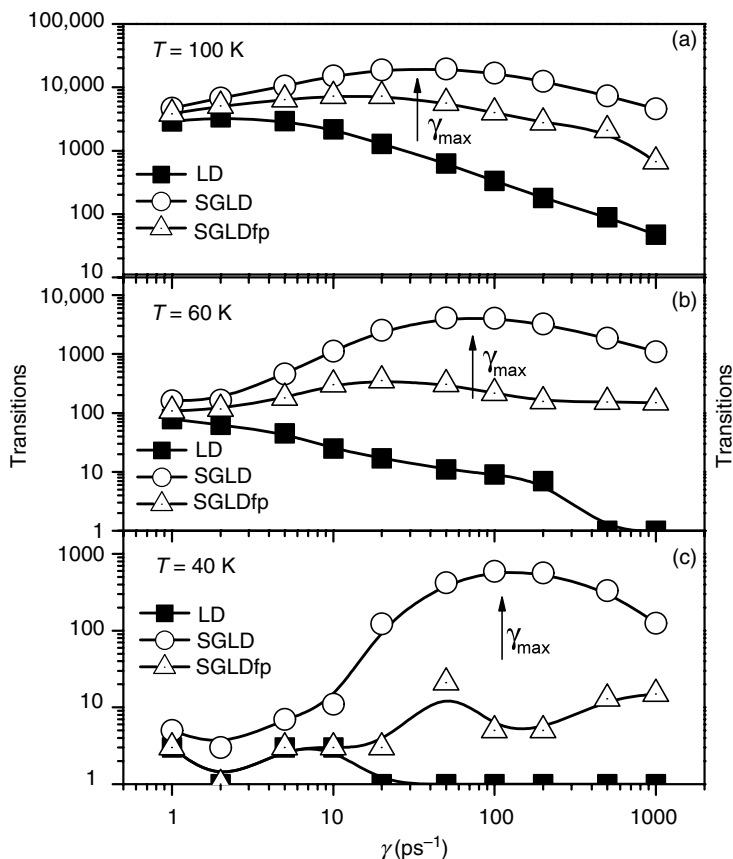 100,000
10,000
1000
100
10
T = 100 K
(a)
γmax
LD
SGLD
SGLDfp
10,000
1000
100
10
1
T = 60 K
(b)
γmax
LD
SGLD
SGLDfp
Transitions
Transitions
1000
100
10
1
T = 40 K
(c)
γmax
LD
SGLD
SGLDfp
1 10 100 1000
γ (ps⁻¹)